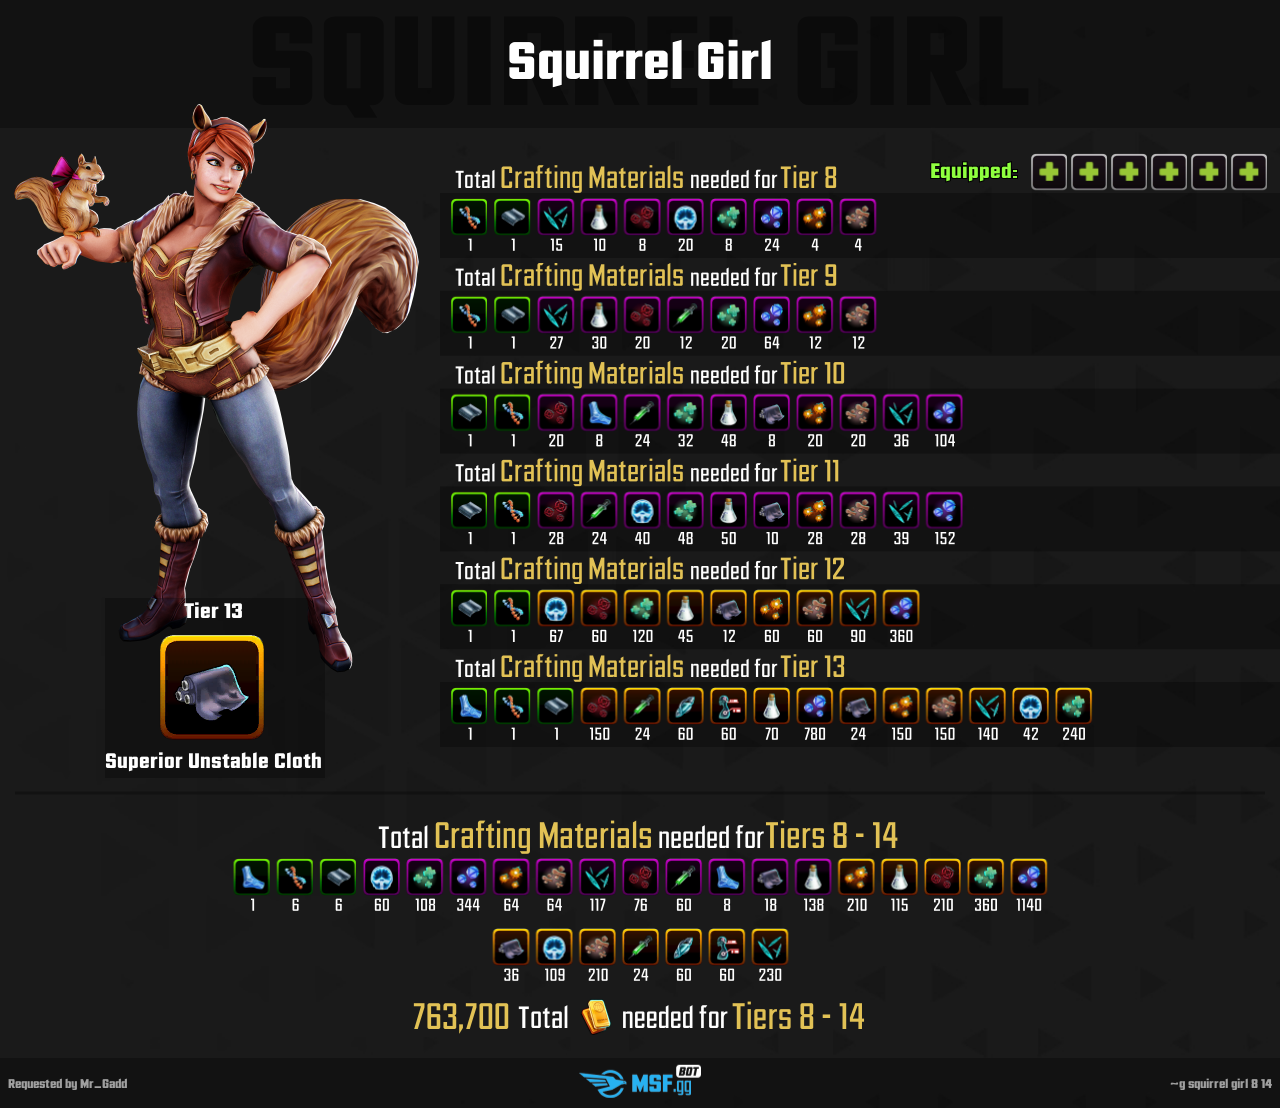 SQUIRREL GIRL
Squirrel Girl
Equipped:
Total Crafting Materials needed for Tier 8
1 1 15 10 8 20 8 24 4 4
Total Crafting Materials needed for Tier 9
1 1 27 30 20 12 20 64 12 12
Total Crafting Materials needed for Tier 10
1 1 20 8 24 32 48 8 20 20 36 104
Total Crafting Materials needed for Tier 11
1 1 28 24 40 48 50 10 28 28 39 152
Total Crafting Materials needed for Tier 12
1 1 67 60 120 45 12 60 60 90 360
Total Crafting Materials needed for Tier 13
1 1 1 150 24 60 60 70 780 24 150 150 140 42 240
Tier 13
Superior Unstable Cloth
Total Crafting Materials needed for Tiers 8 - 14
1 6 6 60 108 344 64 64 117 76 60 8 18 138 210 115 210 360 1140
36 109 210 24 60 60 230
763,700 Total needed for Tiers 8 - 14
Requested by Mr_Gadd
MSF.gg BOT
~g squirrel girl 8 14